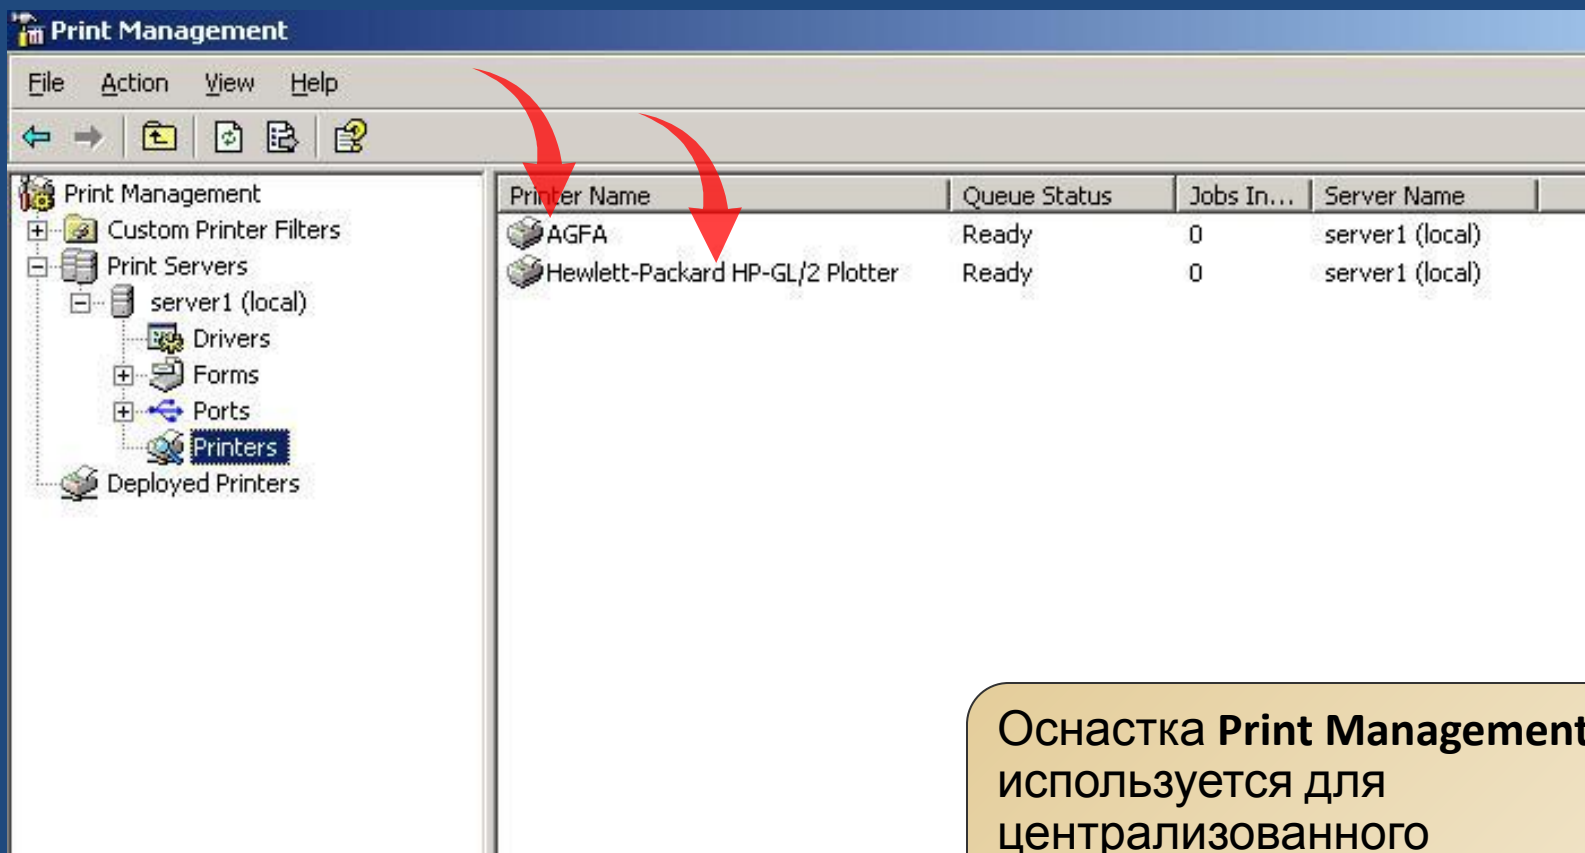 Print Management
File Action View Help
Print Management
Custom Printer Filters
Print Servers
server1 (local)
Drivers
Forms
Ports
Printers
Deployed Printers
Printer Name Queue Status Jobs In... Server Name
AGFA Ready 0 server1 (local)
Hewlett-Packard HP-GL/2 Plotter Ready 0 server1 (local)
Оснастка Print Management
используется для
централизованного